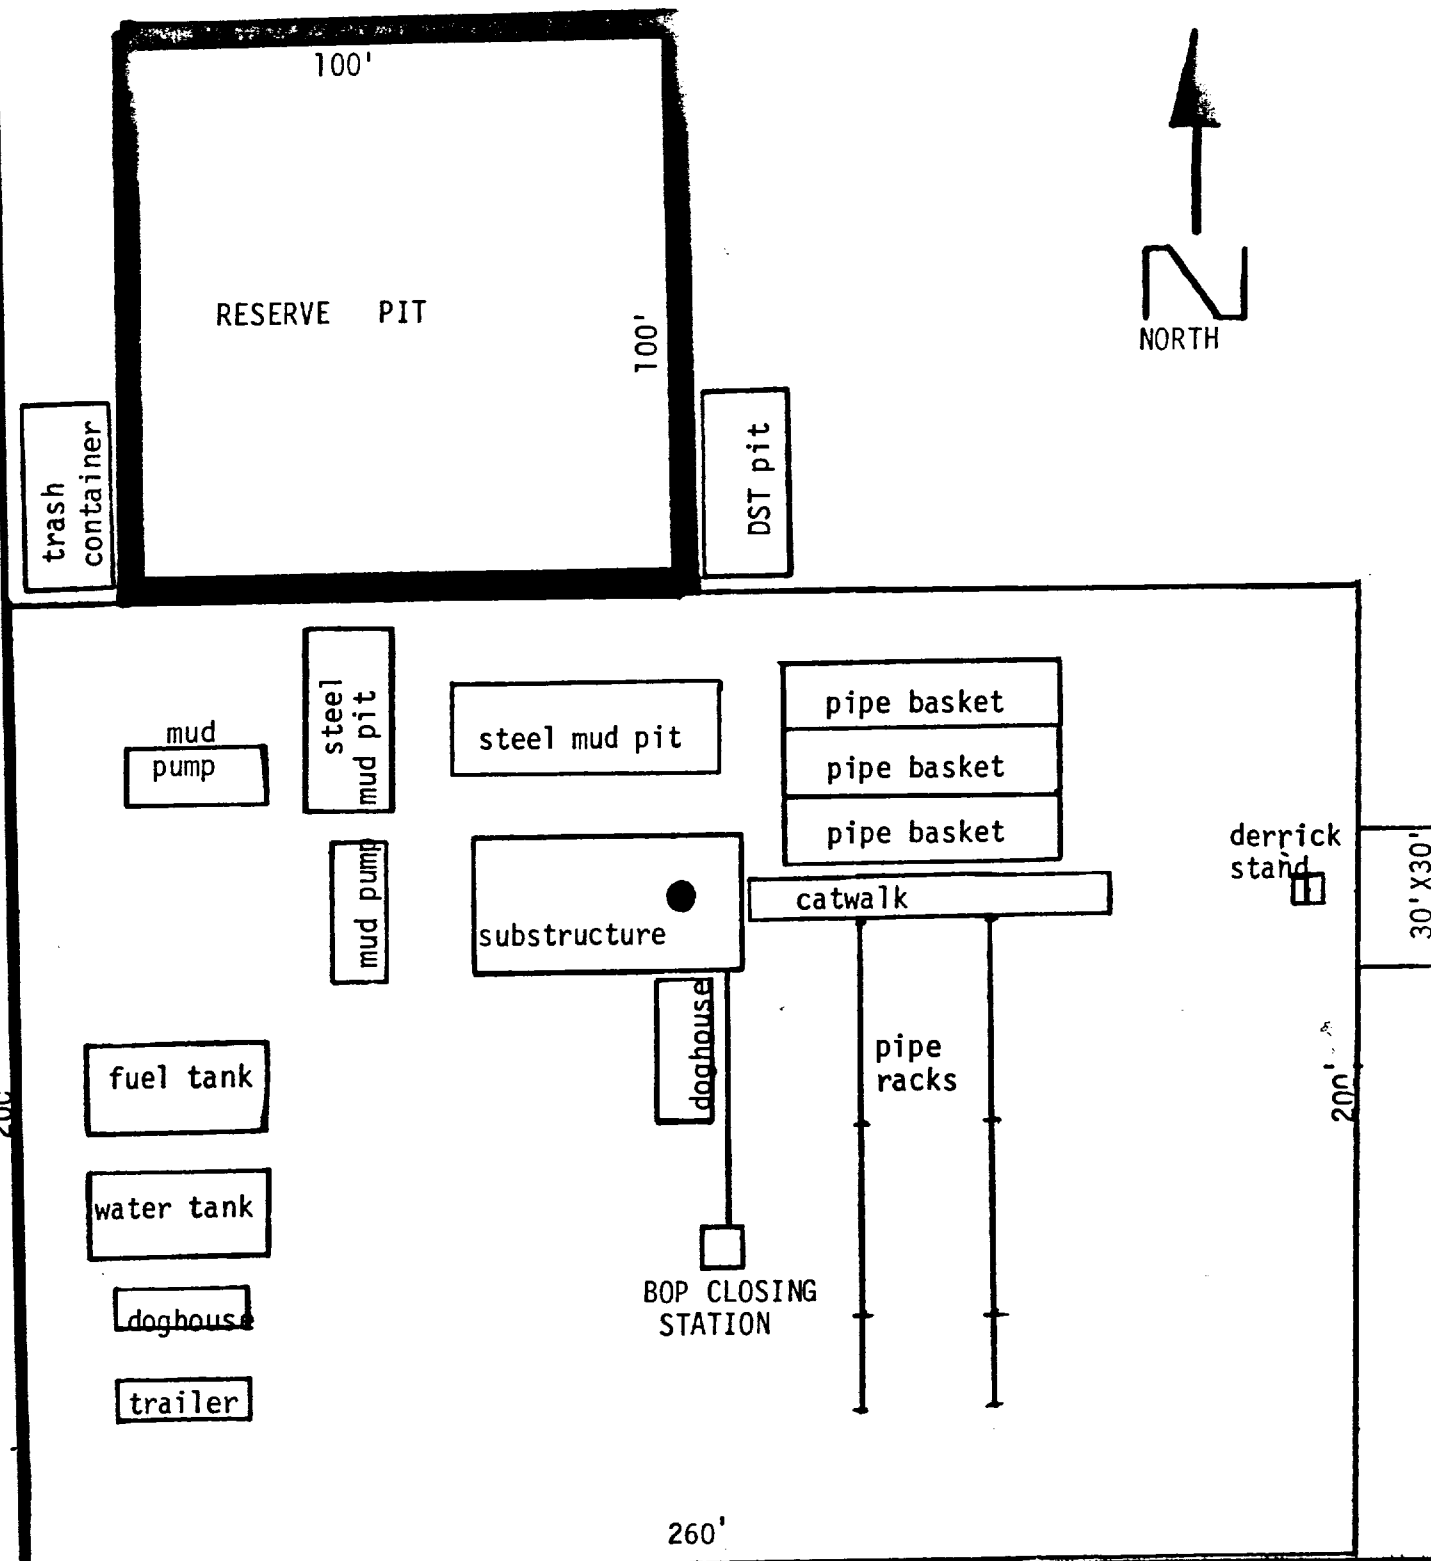 100'
RESERVE PIT
100'
NORTH
trash
container
DST pit
steel
mud pit
mud
pump
steel mud pit
pipe basket
pipe basket
pipe basket
mud pump
derrick
stand
30'X30'
catwalk
substructure
doghouse
pipe
racks
fuel tank
200'
water tank
BOP CLOSING
STATION
doghouse
trailer
260'